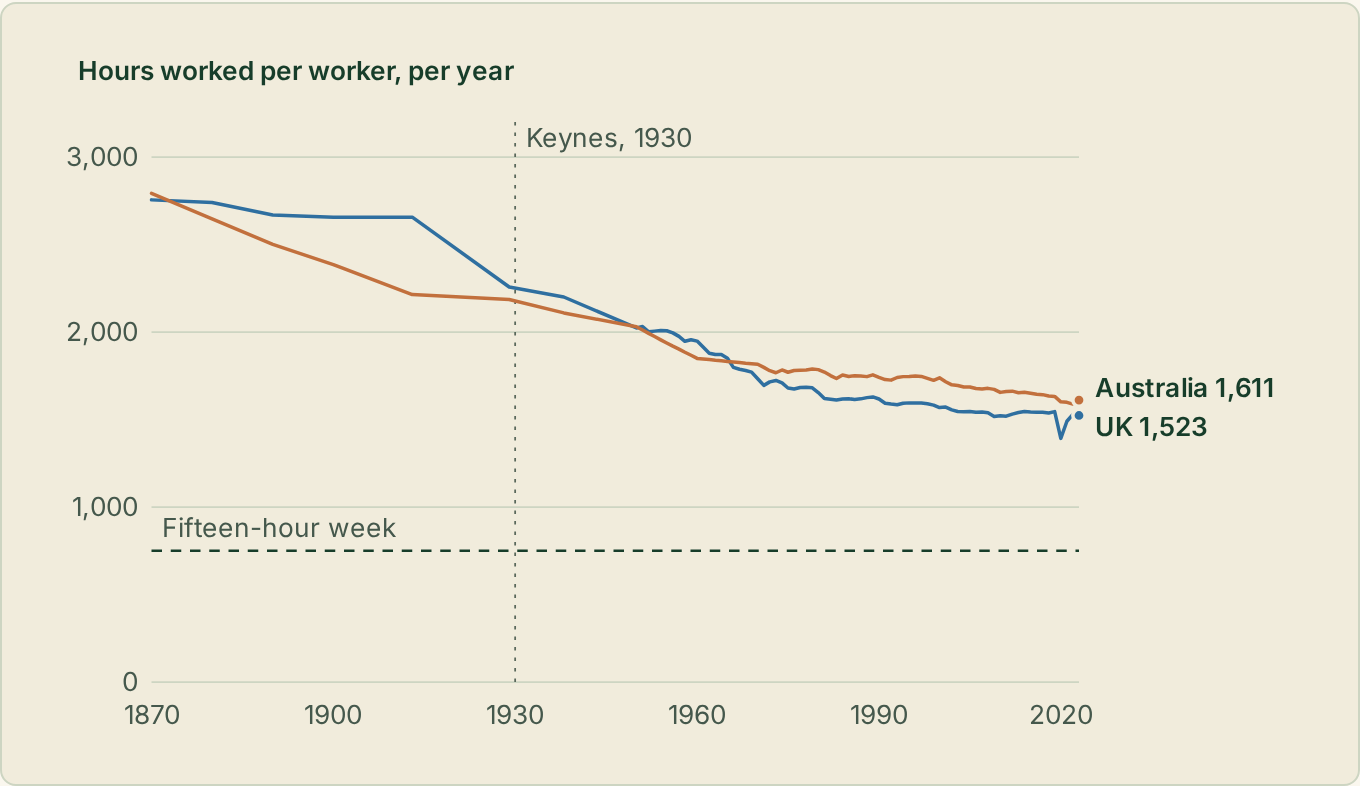 Hours worked per worker, per year
Keynes, 1930
3,000
2,000
Australia 1,611
UK 1,523
1,000
Fifteen-hour week
0
1870 1900 1930 1960 1990 2020